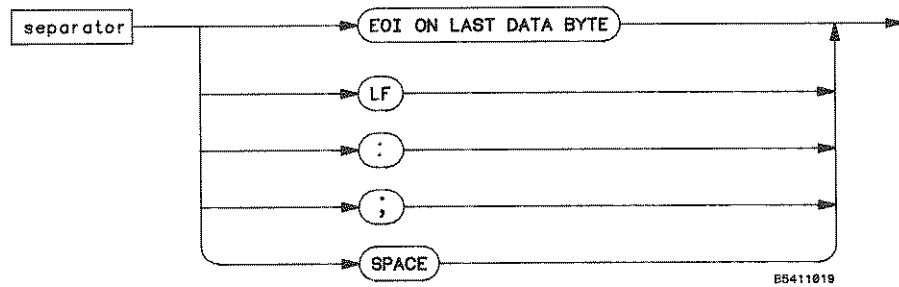 separator
EOI ON LAST DATA BYTE
LF
:
;
SPACE
B5411019